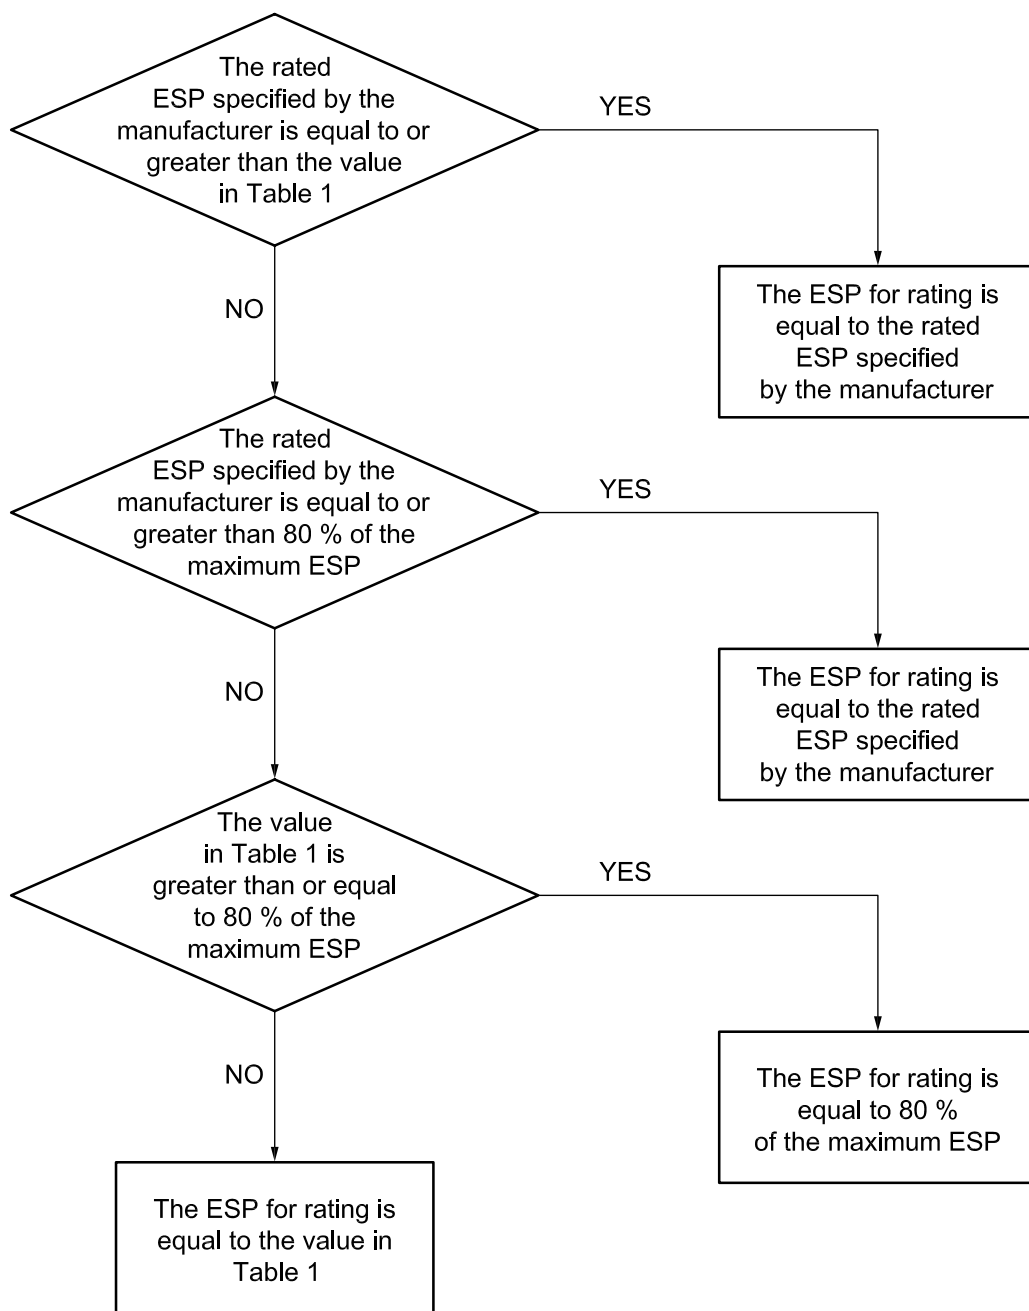 The rated
ESP specified by the
manufacturer is equal to or
greater than the value
in Table 1
YES
The ESP for rating is
equal to the rated
ESP specified
by the manufacturer
NO
The rated
ESP specified by the
manufacturer is equal to or
greater than 80 % of the
maximum ESP
YES
The ESP for rating is
equal to the rated
ESP specified
by the manufacturer
NO
The value
in Table 1 is
greater than or equal
to 80 % of the
maximum ESP
YES
The ESP for rating is
equal to 80 %
of the maximum ESP
NO
The ESP for rating is
equal to the value in
Table 1